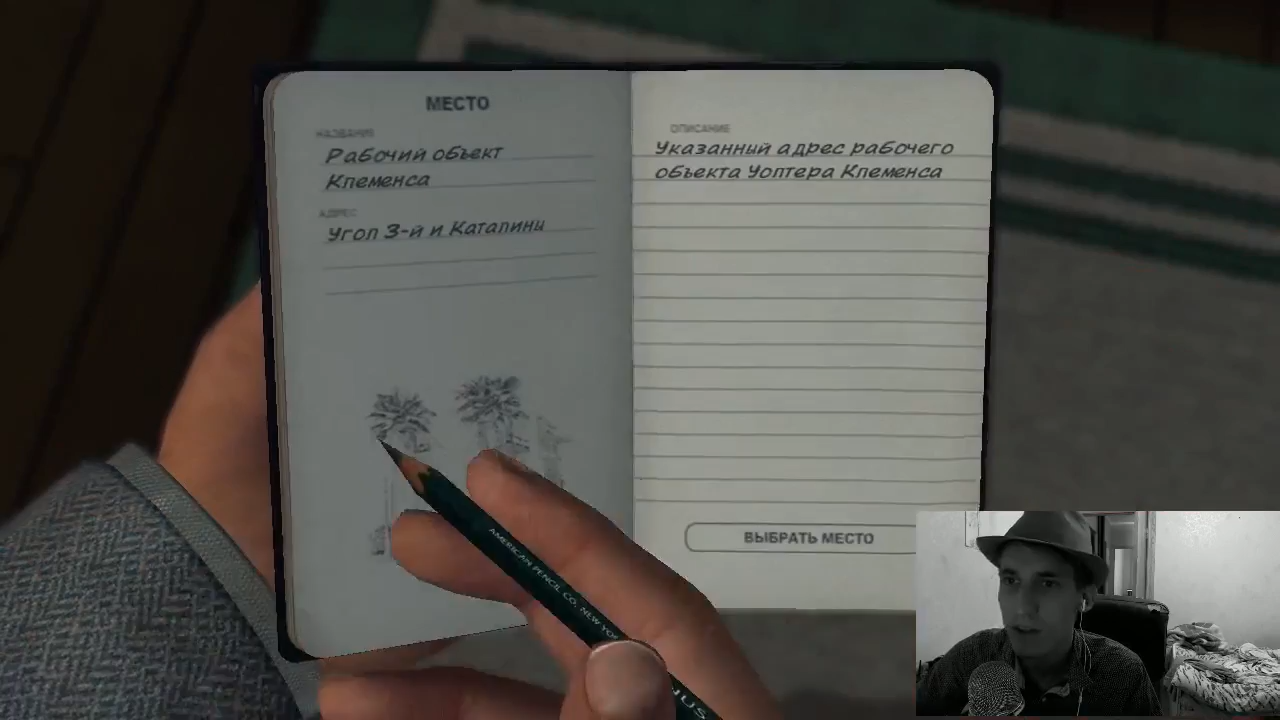 МЕСТО
НАЗВАНИЕ
Рабочий объект
Клеменса
АДРЕС
Угол 3-й и Каталины
ОПИСАНИЕ
Указанный адрес рабочего
объекта Уолтера Клеменса
ВЫБРАТЬ МЕСТО
AMERICAN PENCIL CO. NEW YO